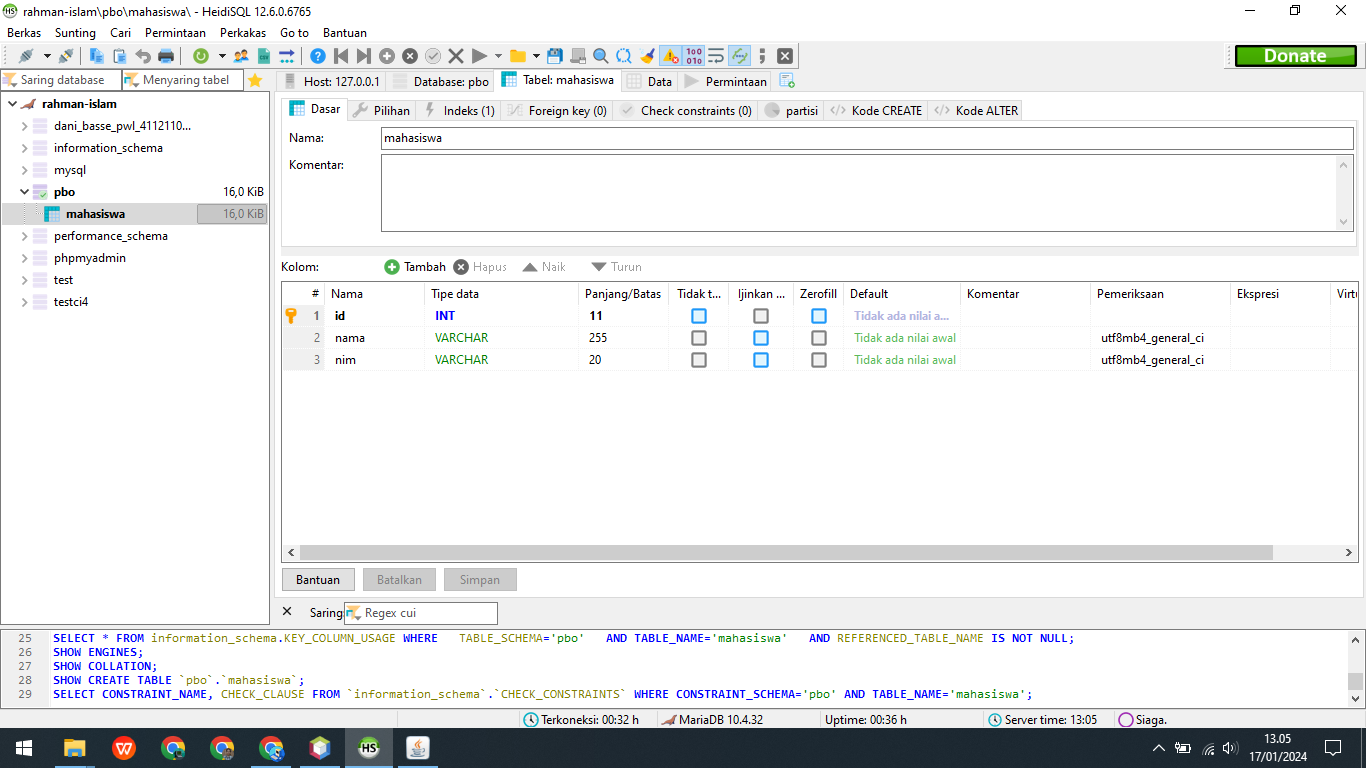 rahman-islam\pbo\mahasiswa\ - HeidiSQL 12.6.0.6765
Berkas Sunting Cari Permintaan Perkakas Go to Bantuan
Donate
Saring database Menyaring tabel
Host: 127.0.0.1 Database: pbo Tabel: mahasiswa Data Permintaan
rahman-islam
dani_basse_pwl_4112110...
information_schema
mysql
pbo 16,0 KiB
mahasiswa 16,0 KiB
performance_schema
phpmyadmin
test
testci4
Dasar Pilihan Indeks (1) Foreign key (0) Check constraints (0) partisi Kode CREATE Kode ALTER
Nama: mahasiswa
Komentar:
Kolom: Tambah Hapus Naik Turun
# Nama Tipe data Panjang/Batas Tidak t... Ijinkan ... Zerofill Default Komentar Pemeriksaan Ekspresi Virtu
1 id INT 11 Tidak ada nilai a...
2 nama VARCHAR 255 Tidak ada nilai awal utf8mb4_general_ci
3 nim VARCHAR 20 Tidak ada nilai awal utf8mb4_general_ci
Bantuan Batalkan Simpan
Saring: Regex cui
25 SELECT * FROM information_schema.KEY_COLUMN_USAGE WHERE TABLE_SCHEMA='pbo' AND TABLE_NAME='mahasiswa' AND REFERENCED_TABLE_NAME IS NOT NULL;
26 SHOW ENGINES;
27 SHOW COLLATION;
28 SHOW CREATE TABLE `pbo`.`mahasiswa`;
29 SELECT CONSTRAINT_NAME, CHECK_CLAUSE FROM `information_schema`.`CHECK_CONSTRAINTS` WHERE CONSTRAINT_SCHEMA='pbo' AND TABLE_NAME='mahasiswa';
Terkoneksi: 00:32 h MariaDB 10.4.32 Uptime: 00:36 h Server time: 13:05 Siaga.
HS
13.05
17/01/2024